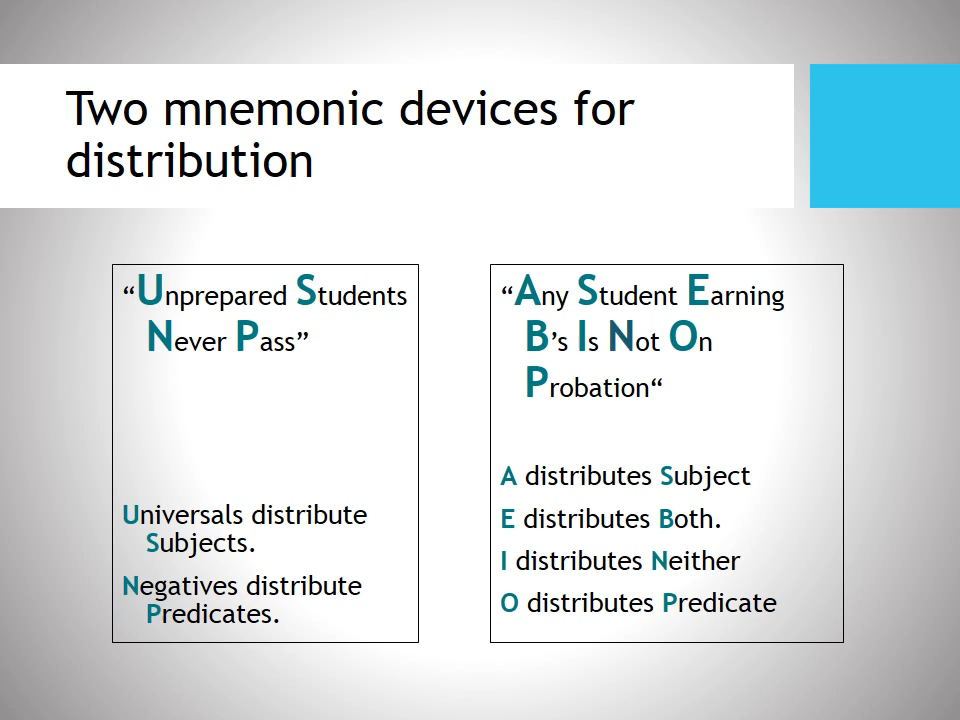 Two mnemonic devices for
distribution
“Unprepared Students
Never Pass”
Universals distribute
Subjects.
Negatives distribute
Predicates.
“Any Student Earning
B’s Is Not On
Probation“
A distributes Subject
E distributes Both.
I distributes Neither
O distributes Predicate